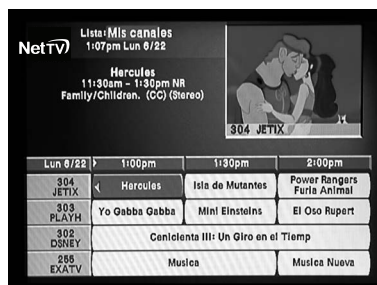 NetTV
Lista: Mis canales
1:07pm Lun 6/22
Hercules
11:30am - 1:30pm NR
Family/Children. (CC) (Stereo)
304 JETIX
Lun 6/22 1:00pm 1:30pm 2:00pm
304 JETIX Hercules Isla de Mutantes Power Rangers Furia Animal
303 PLAYH Yo Gabba Gabba Mini Einsteins El Oso Rupert
302 DSNEY Cenicienta III: Un Giro en el Tiemp
255 EXATV Musica Musica Nueva